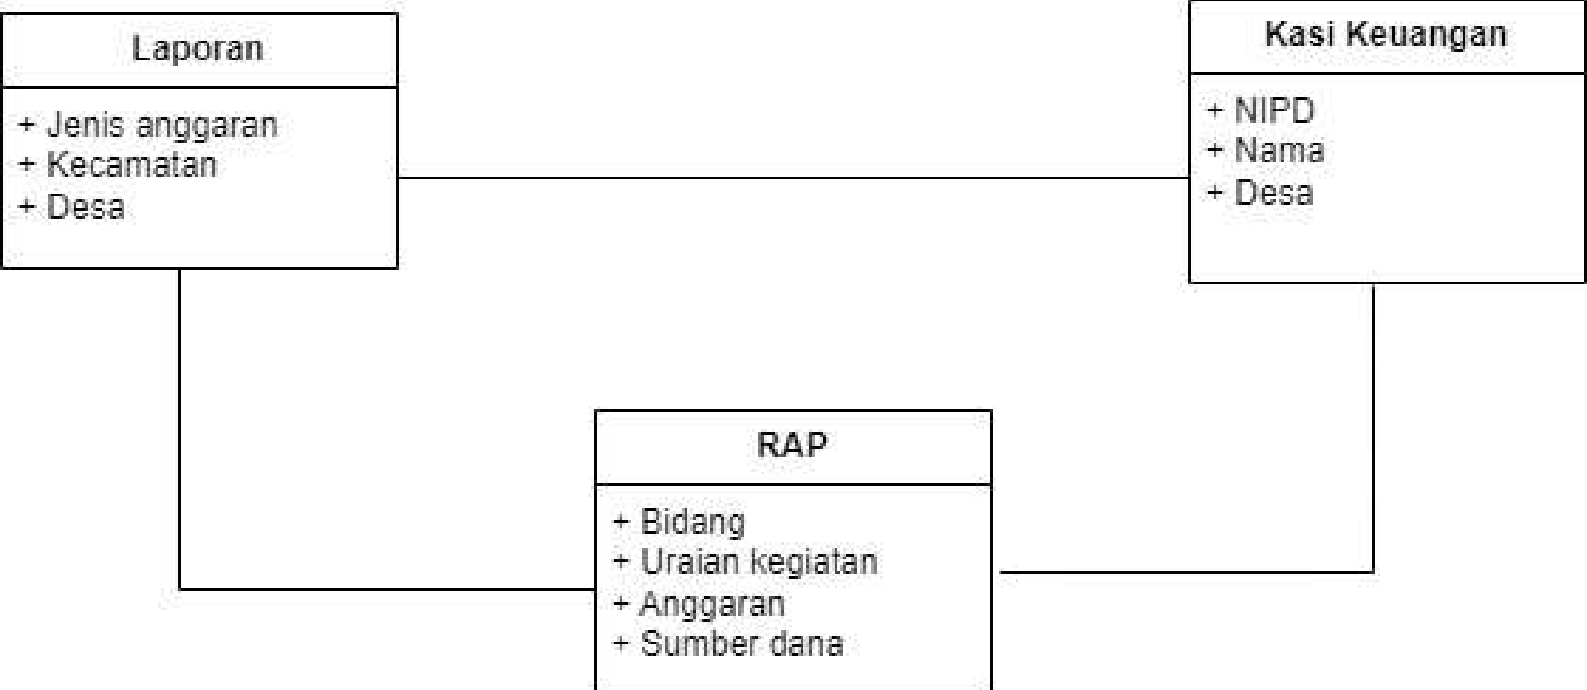 Laporan
+ Jenis anggaran
+ Kecamatan
+ Desa
Kasi Keuangan
+ NIPD
+ Nama
+ Desa
RAP
+ Bidang
+ Uraian kegiatan
+ Anggaran
+ Sumber dana